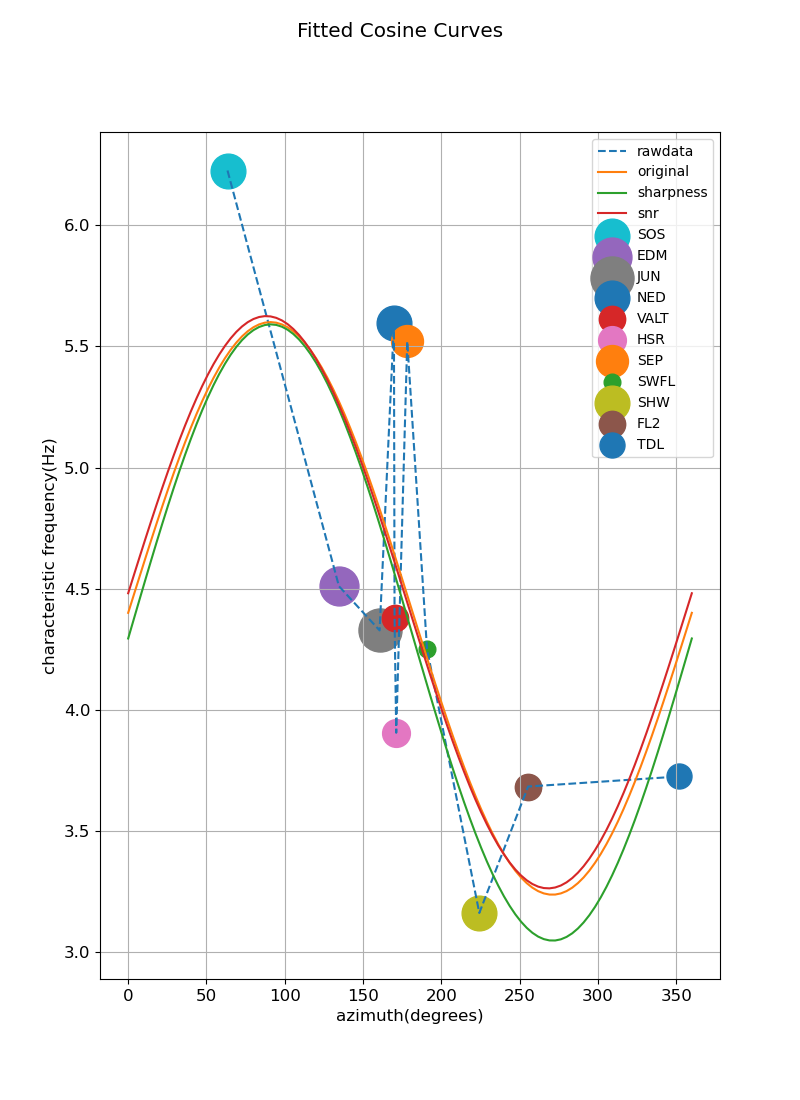 Fitted Cosine Curves
rawdata
original
sharpness
snr
SOS
EDM
JUN
NED
VALT
HSR
SEP
SWFL
SHW
FL2
TDL
characteristic frequency(Hz)
6.0
5.5
5.0
4.5
4.0
3.5
3.0
0 50 100 150 200 250 300 350
azimuth(degrees)